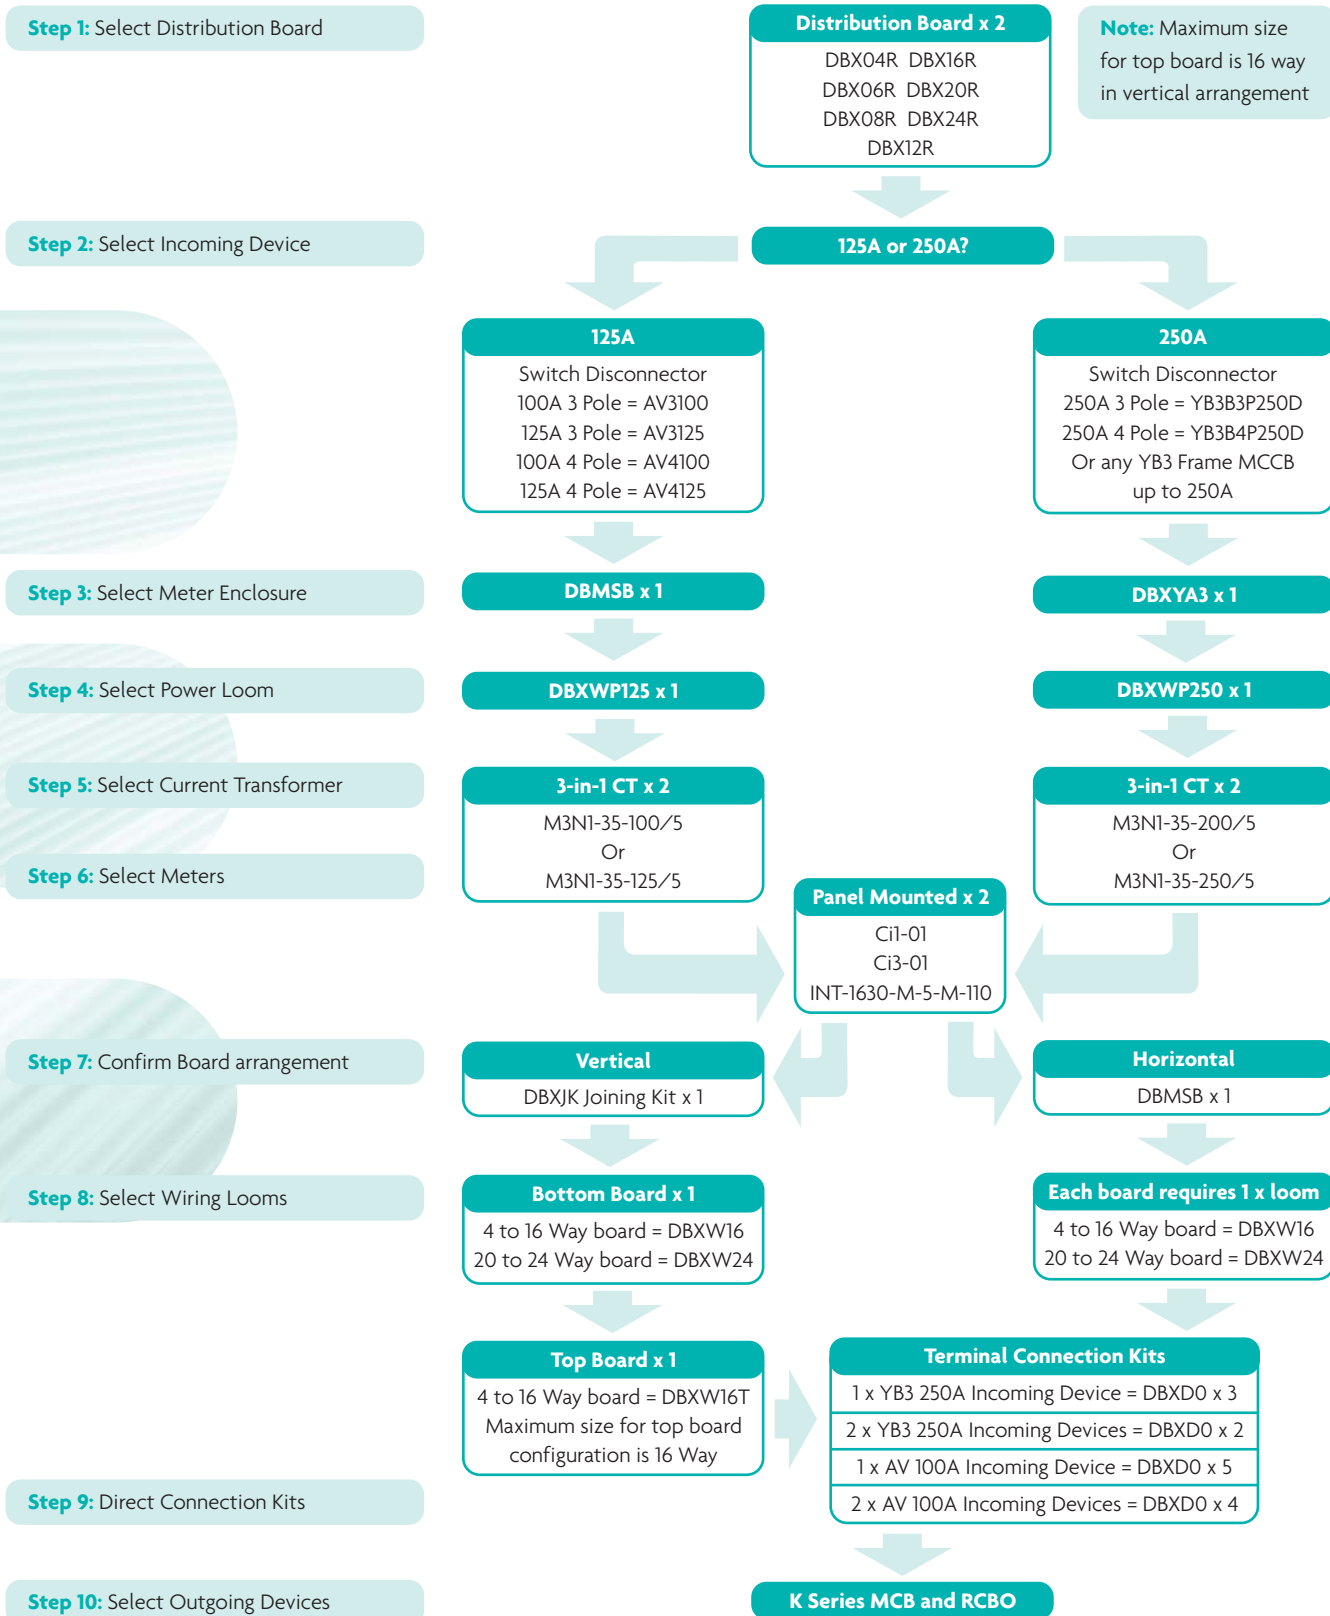 Step 1: Select Distribution Board
Distribution Board x 2
DBX04R DBX16R
DBX06R DBX20R
DBX08R DBX24R
DBX12R
Note: Maximum size
for top board is 16 way
in vertical arrangement
Step 2: Select Incoming Device
125A or 250A?
125A
Switch Disconnector
100A 3 Pole = AV3100
125A 3 Pole = AV3125
100A 4 Pole = AV4100
125A 4 Pole = AV4125
250A
Switch Disconnector
250A 3 Pole = YB3B3P250D
250A 4 Pole = YB3B4P250D
Or any YB3 Frame MCCB
up to 250A
Step 3: Select Meter Enclosure
DBMSB x 1
DBXYA3 x 1
Step 4: Select Power Loom
DBXWP125 x 1
DBXWP250 x 1
Step 5: Select Current Transformer
3-in-1 CT x 2
M3N1-35-100/5
Or
M3N1-35-125/5
3-in-1 CT x 2
M3N1-35-200/5
Or
M3N1-35-250/5
Step 6: Select Meters
Panel Mounted x 2
Ci1-01
Ci3-01
INT-1630-M-5-M-110
Step 7: Confirm Board arrangement
Vertical
DBXJK Joining Kit x 1
Horizontal
DBMSB x 1
Step 8: Select Wiring Looms
Bottom Board x 1
4 to 16 Way board = DBXW16
20 to 24 Way board = DBXW24
Each board requires 1 x loom
4 to 16 Way board = DBXW16
20 to 24 Way board = DBXW24
Top Board x 1
4 to 16 Way board = DBXW16T
Maximum size for top board
configuration is 16 Way
Terminal Connection Kits
1 x YB3 250A Incoming Device = DBXD0 x 3
2 x YB3 250A Incoming Devices = DBXD0 x 2
1 x AV 100A Incoming Device = DBXD0 x 5
2 x AV 100A Incoming Devices = DBXD0 x 4
Step 9: Direct Connection Kits
Step 10: Select Outgoing Devices
K Series MCB and RCBO